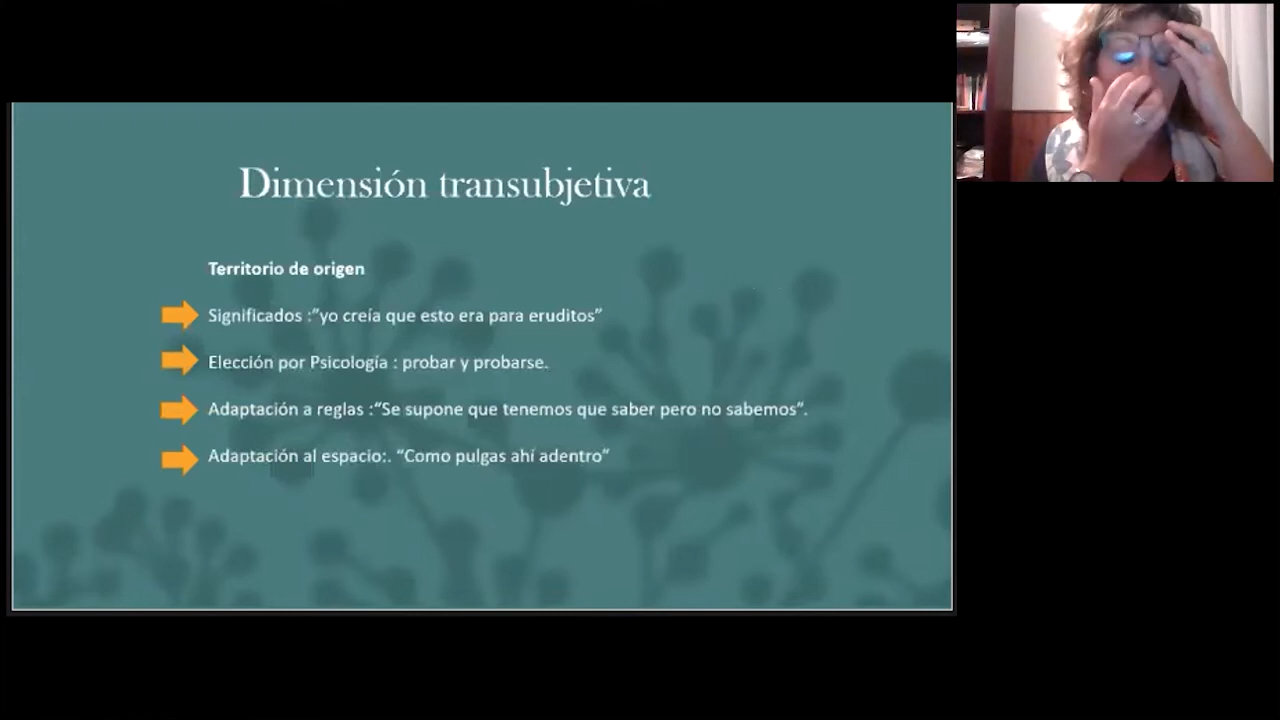 Dimensión transubjetiva
Territorio de origen
Significados :”yo creía que esto era para eruditos”
Elección por Psicología : probar y probarse.
Adaptación a reglas :“Se supone que tenemos que saber pero no sabemos”.
Adaptación al espacio:. “Como pulgas ahí adentro”